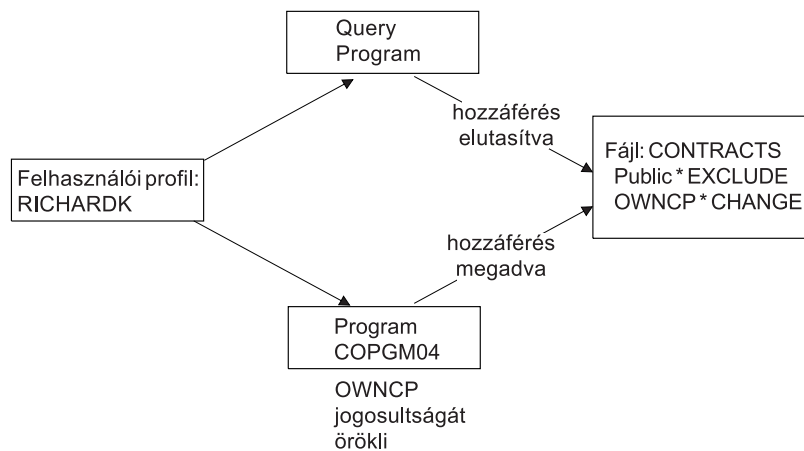 Query
Program
hozzáférés
elutasítva
Fájl: CONTRACTS
Public * EXCLUDE
OWNCP * CHANGE
Felhasználói profil:
RICHARDK
hozzáférés
megadva
Program
COPGM04
OWNCP
jogosultságát
örökli